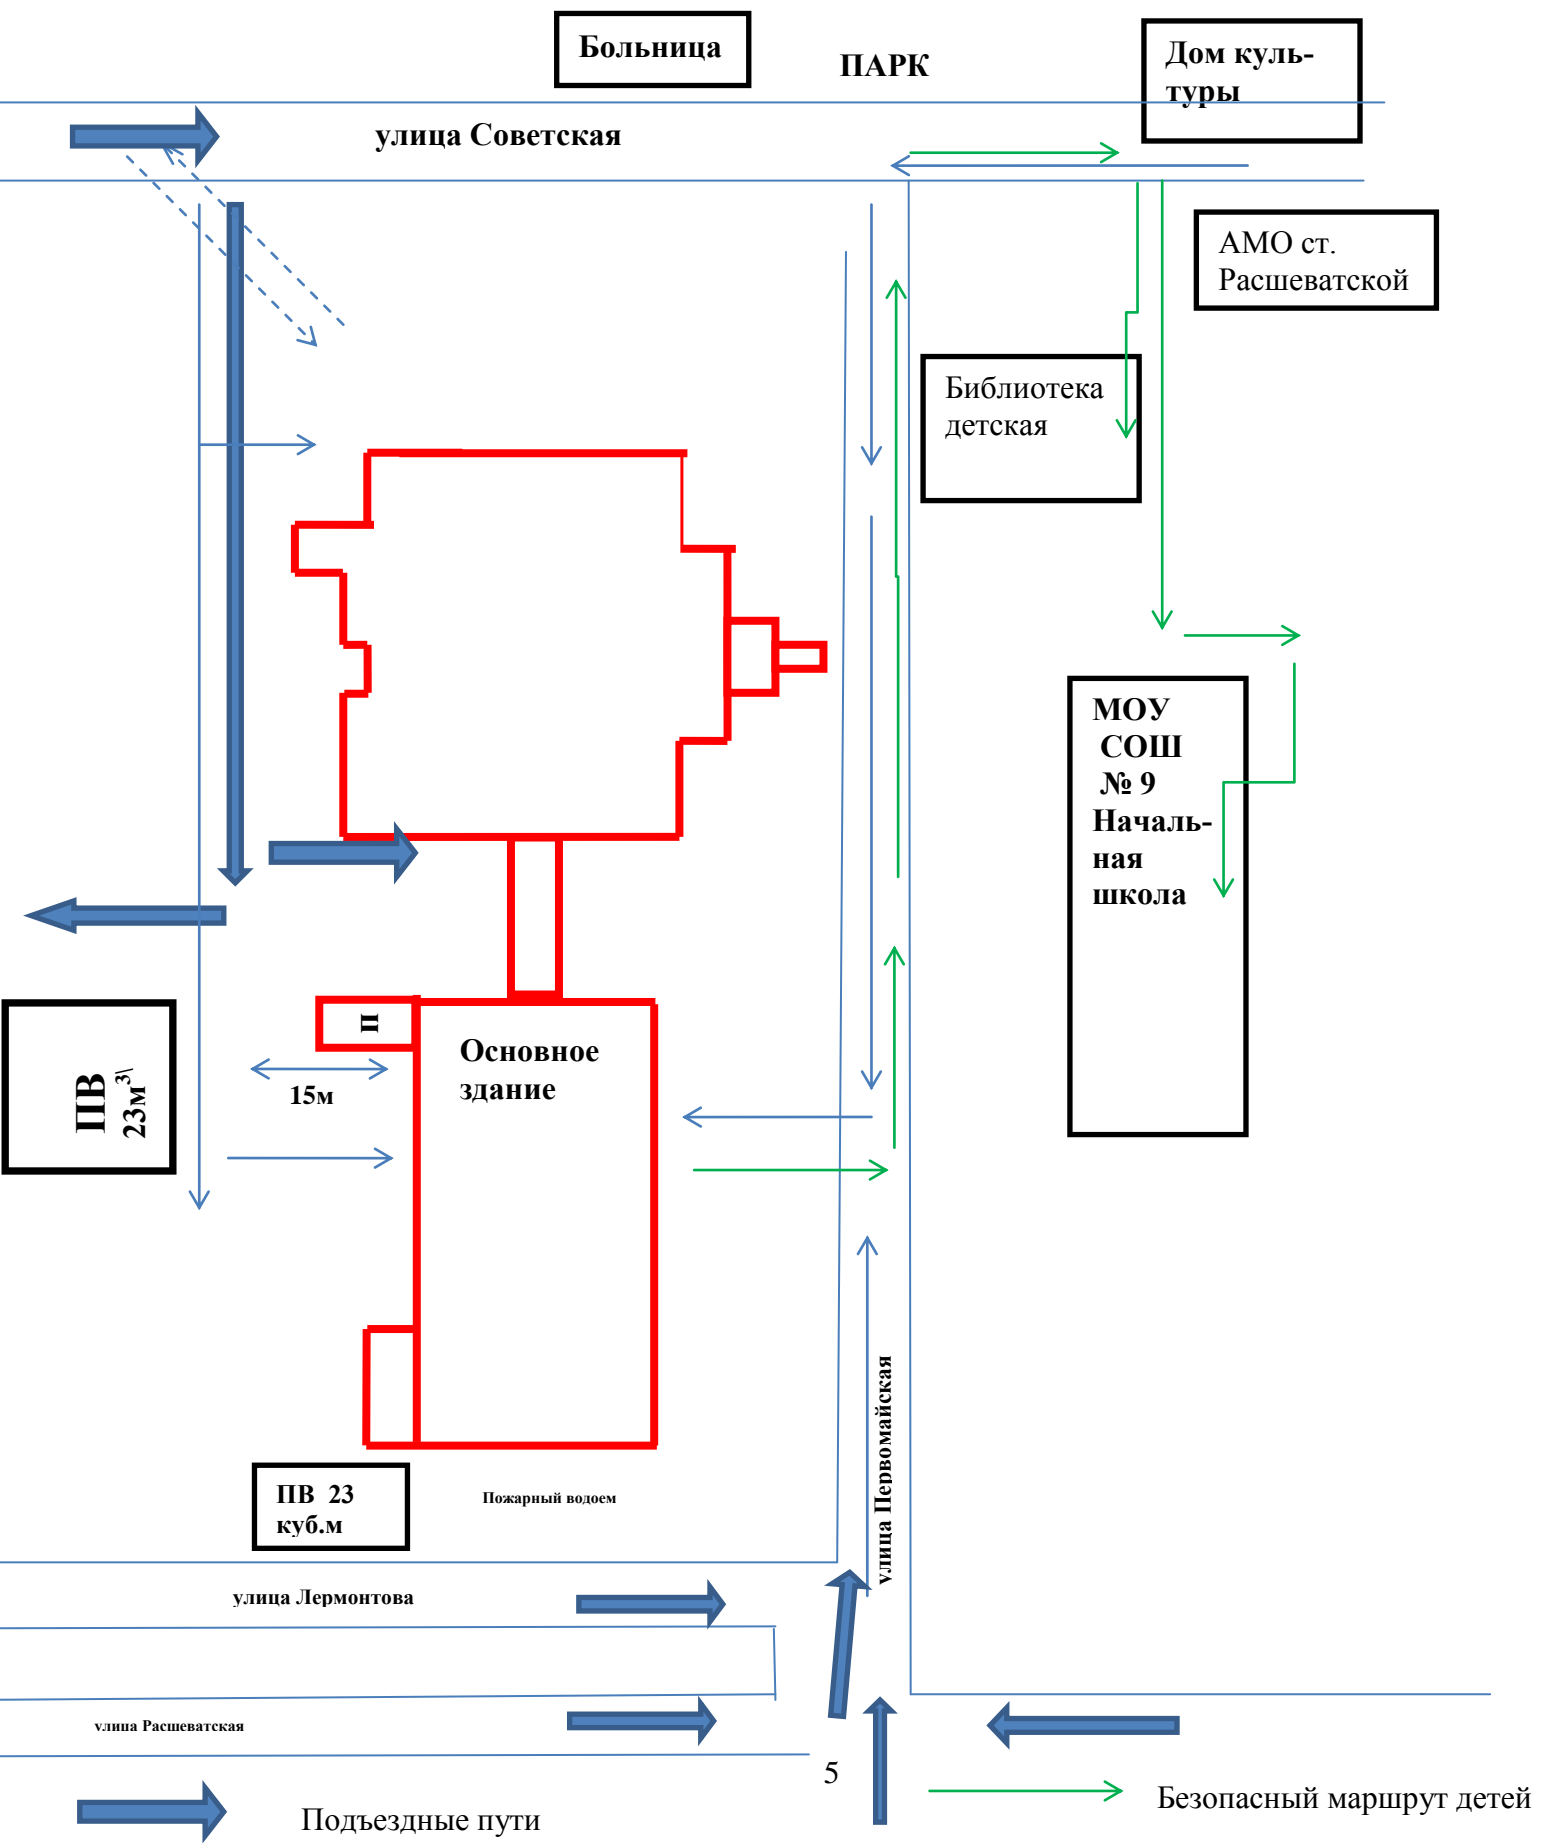 Больница
ПАРК
Дом куль-
туры
улица Советская
АМО ст.
Расшеватской
Библиотека
детская
МОУ
СОШ
№ 9
Началь-
ная
школа
П
Основное
здание
ПВ
23м³\
15м
улица Первомайская
ПВ 23
куб.м
Пожарный водоем
улица Лермонтова
улица Расшеватская
5
Подъездные пути
Безопасный маршрут детей